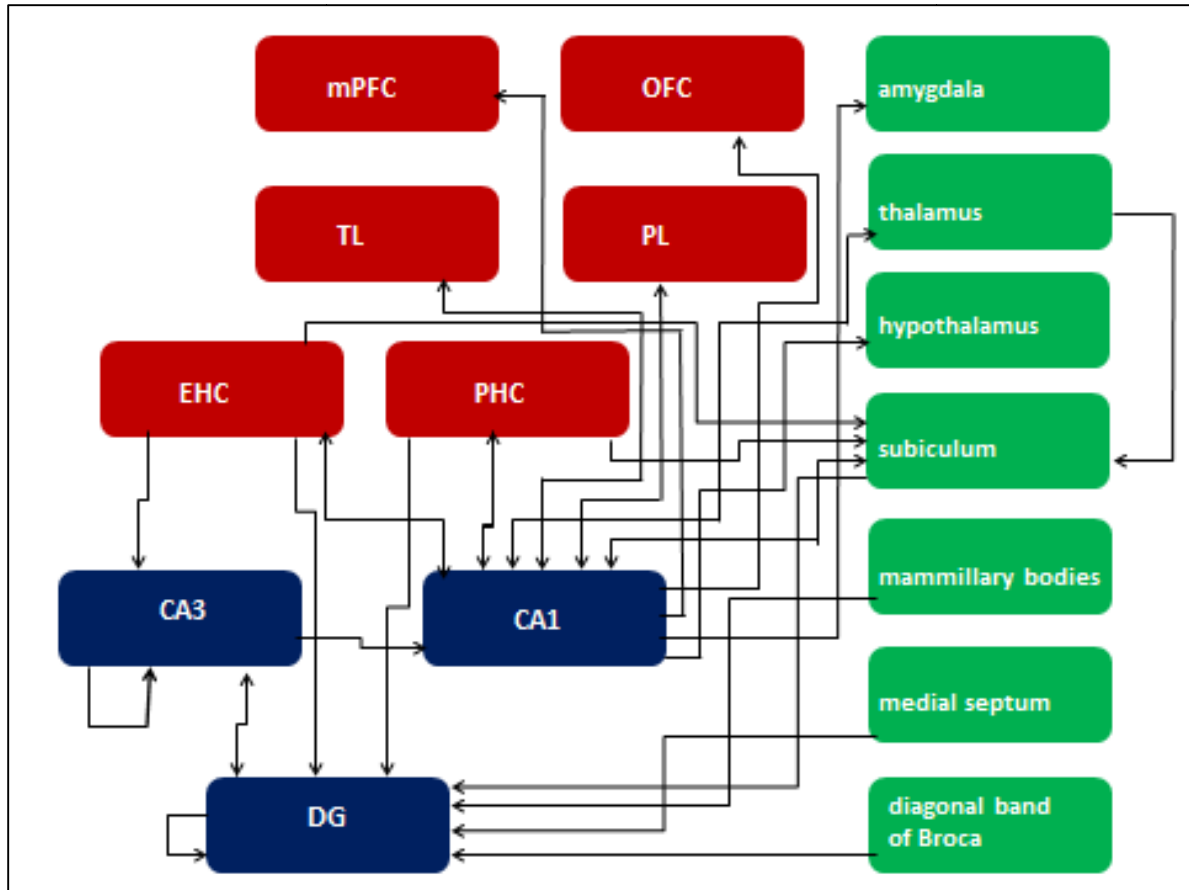 mPFC
OFC
amygdala
TL
PL
thalamus
hypothalamus
EHC
PHC
subiculum
CA3
CA1
mammillary bodies
medial septum
DG
diagonal band
of Broca